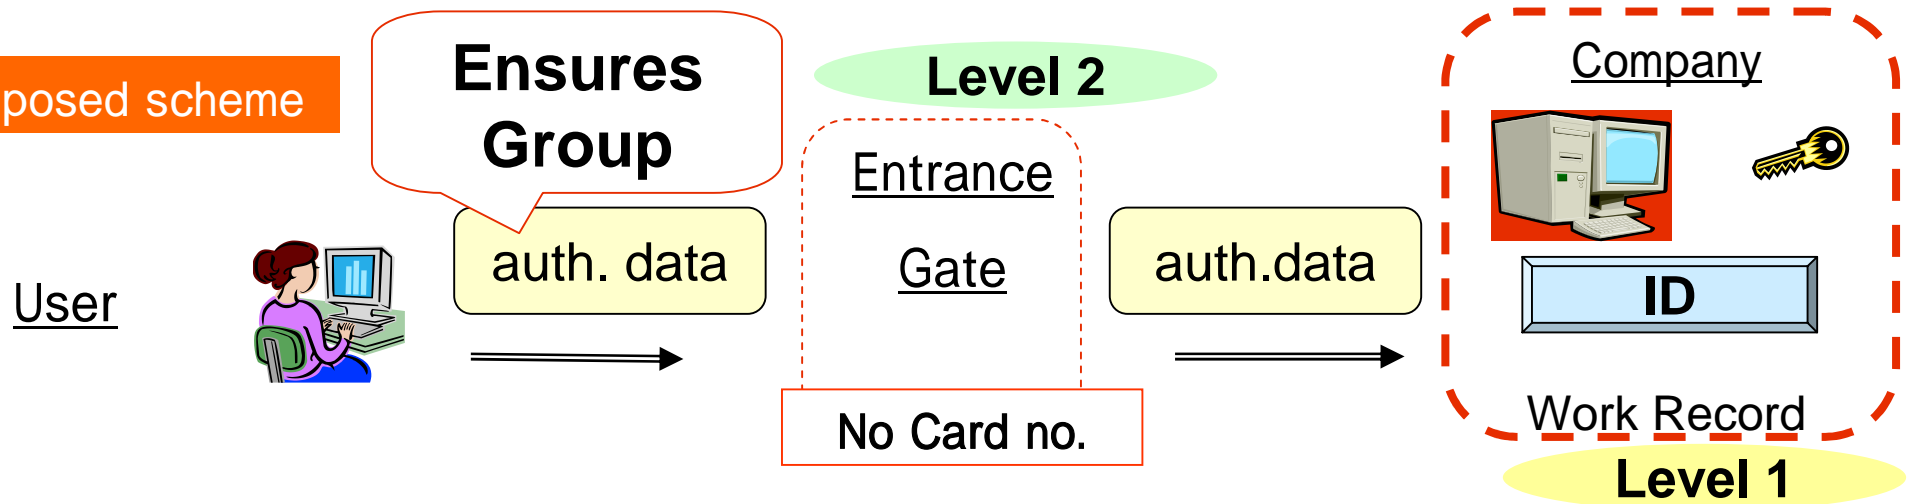 posed scheme
Ensures
Group
Level 2
Company
Entrance
Gate
auth. data
auth.data
User
ID
No Card no.
Work Record
Level 1